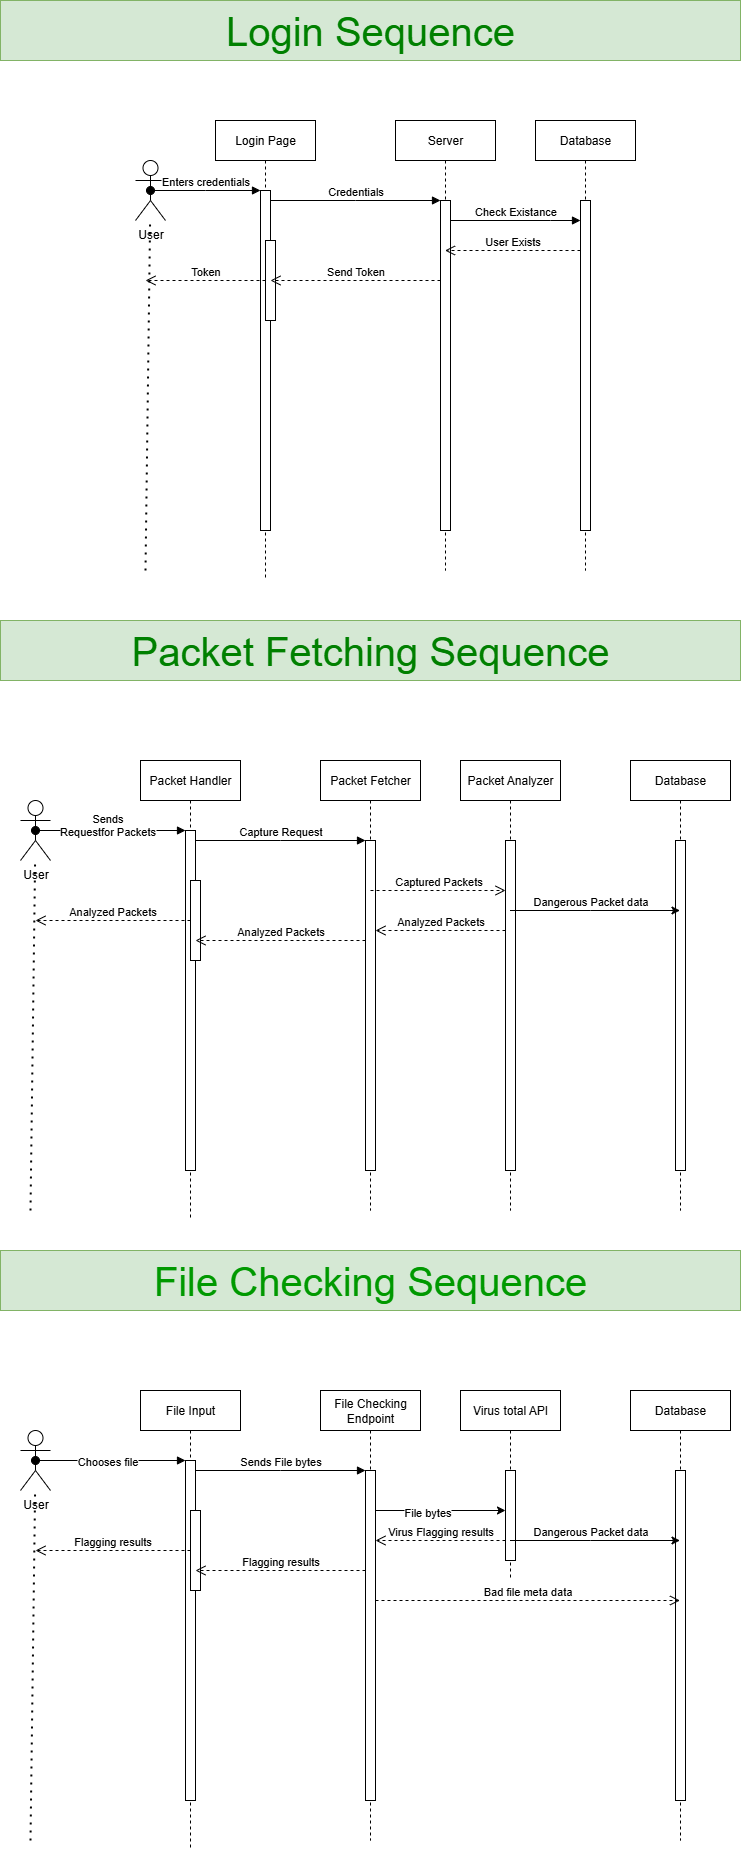 Login Sequence
Login Page
Server
Database
Enters credentials
Credentials
Check Existance
User
User Exists
Token
Send Token
Packet Fetching Sequence
Packet Handler
Packet Fetcher
Packet Analyzer
Database
Sends
Requestfor Packets
Capture Request
User
Captured Packets
Dangerous Packet data
Analyzed Packets
Analyzed Packets
Analyzed Packets
File Checking Sequence
File Input
File Checking
Endpoint
Virus total API
Database
Chooses file
Sends File bytes
User
File bytes
Virus Flagging results
Dangerous Packet data
Flagging results
Flagging results
Bad file meta data